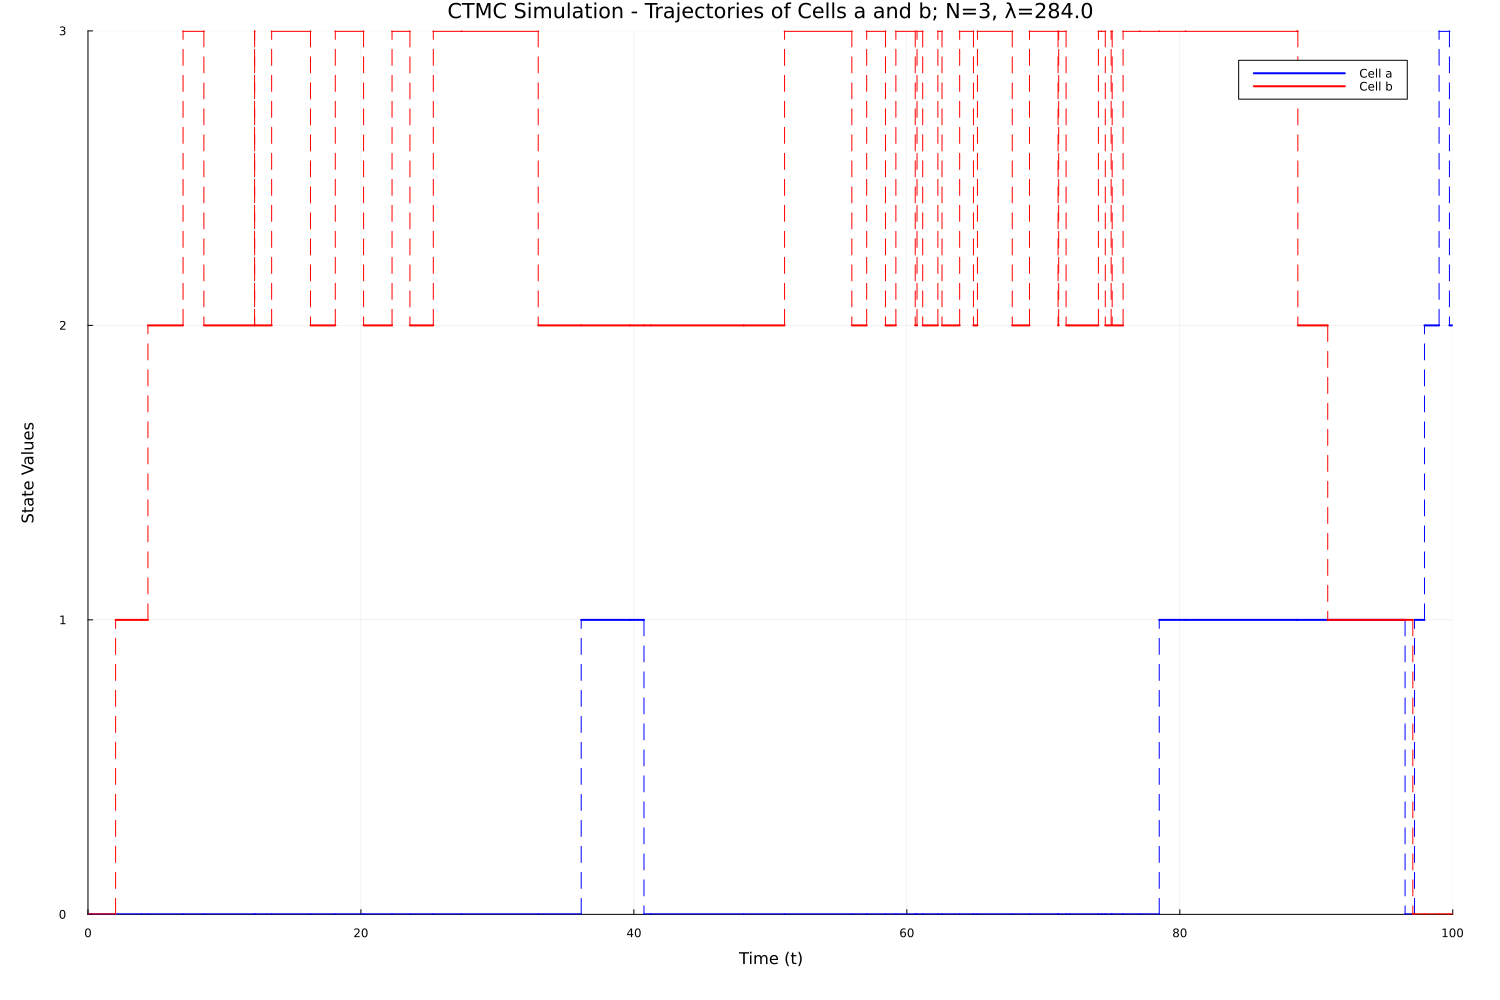 CTMC Simulation - Trajectories of Cells a and b; N=3, λ=284.0
3
Cell a
Cell b
2
State Values
1
0
0 20 40 60 80 100
Time (t)